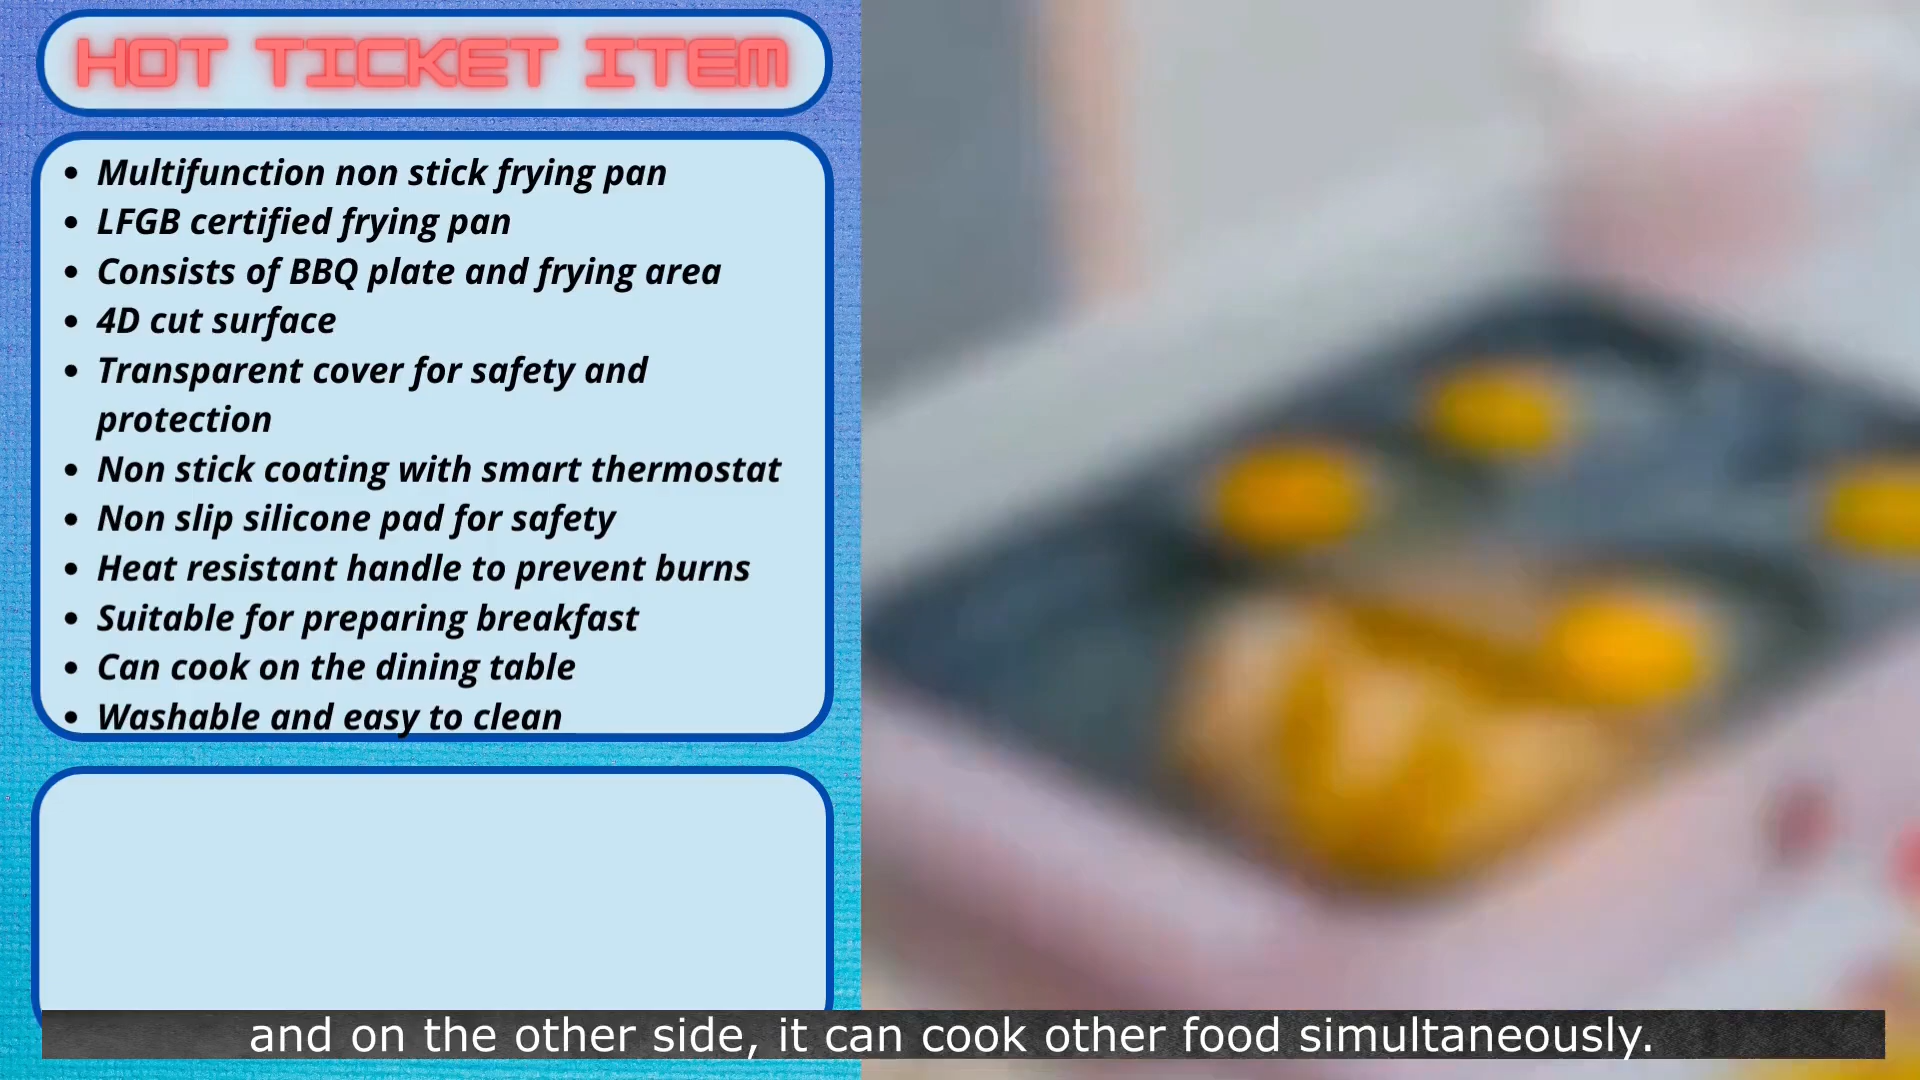 HOT TICKET ITEM
• Multifunction non stick frying pan
• LFGB certified frying pan
• Consists of BBQ plate and frying area
• 4D cut surface
• Transparent cover for safety and
protection
• Non stick coating with smart thermostat
• Non slip silicone pad for safety
• Heat resistant handle to prevent burns
• Suitable for preparing breakfast
• Can cook on the dining table
• Washable and easy to clean
and on the other side, it can cook other food simultaneously.